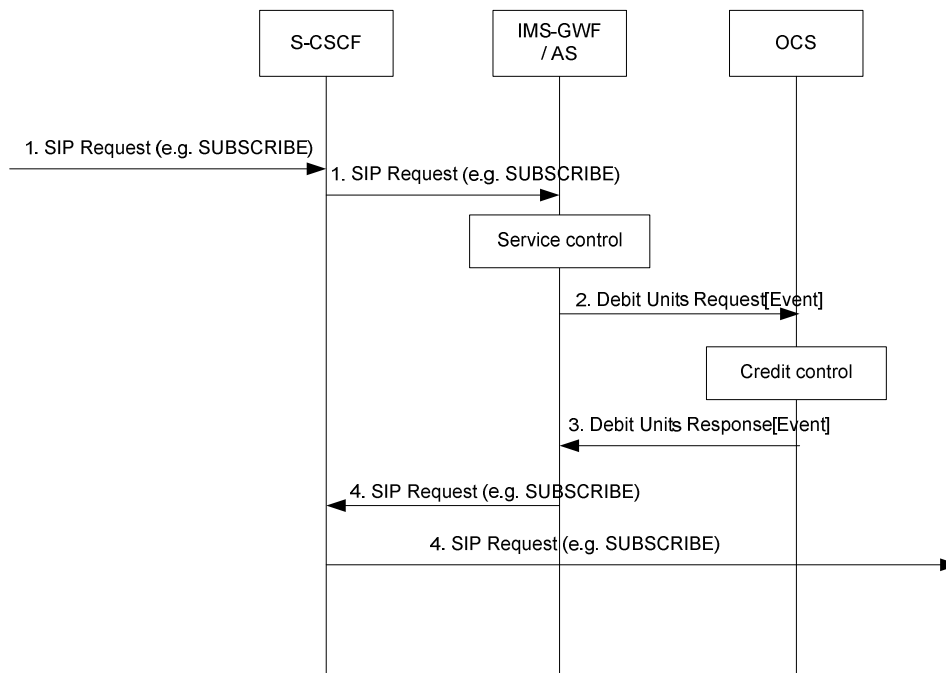 S-CSCF
IMS-GWF
/ AS
OCS
1. SIP Request (e.g. SUBSCRIBE)
1. SIP Request (e.g. SUBSCRIBE)
Service control
2. Debit Units Request[Event]
Credit control
3. Debit Units Response[Event]
4. SIP Request (e.g. SUBSCRIBE)
4. SIP Request (e.g. SUBSCRIBE)